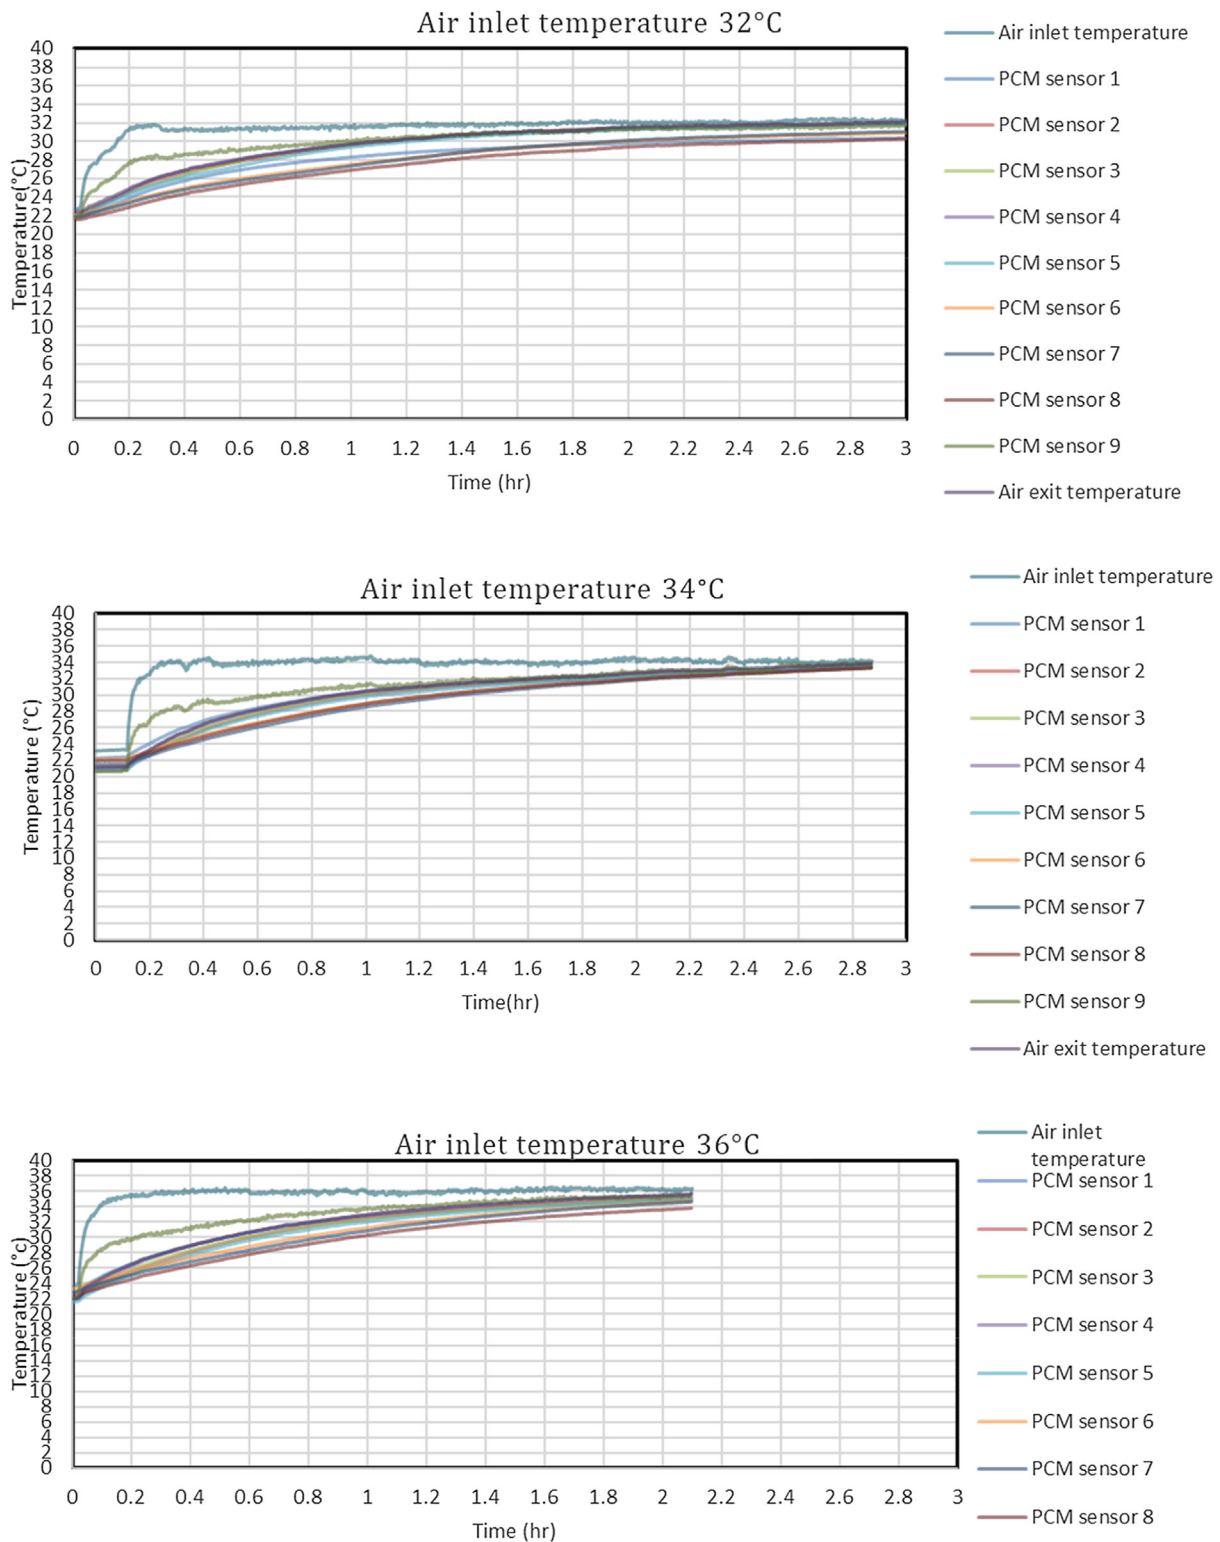 Air inlet temperature 32°C
Temperature(°C)
40
38
36
34
32
30
28
26
24
22
20
18
16
14
12
10
8
6
4
2
0
0 0.2 0.4 0.6 0.8 1 1.2 1.4 1.6 1.8 2 2.2 2.4 2.6 2.8 3
Time (hr)
Air inlet temperature
PCM sensor 1
PCM sensor 2
PCM sensor 3
PCM sensor 4
PCM sensor 5
PCM sensor 6
PCM sensor 7
PCM sensor 8
PCM sensor 9
Air exit temperature
Air inlet temperature 34°C
Temperature (°C)
40
38
36
34
32
30
28
26
24
22
20
18
16
14
12
10
8
6
4
2
0
0 0.2 0.4 0.6 0.8 1 1.2 1.4 1.6 1.8 2 2.2 2.4 2.6 2.8 3
Time(hr)
Air inlet temperature
PCM sensor 1
PCM sensor 2
PCM sensor 3
PCM sensor 4
PCM sensor 5
PCM sensor 6
PCM sensor 7
PCM sensor 8
PCM sensor 9
Air exit temperature
Air inlet temperature 36°C
Temperature (°c)
40
38
36
34
32
30
28
26
24
22
20
18
16
14
12
10
8
6
4
2
0
0 0.2 0.4 0.6 0.8 1 1.2 1.4 1.6 1.8 2 2.2 2.4 2.6 2.8 3
Time (hr)
Air inlet
temperature
PCM sensor 1
PCM sensor 2
PCM sensor 3
PCM sensor 4
PCM sensor 5
PCM sensor 6
PCM sensor 7
PCM sensor 8